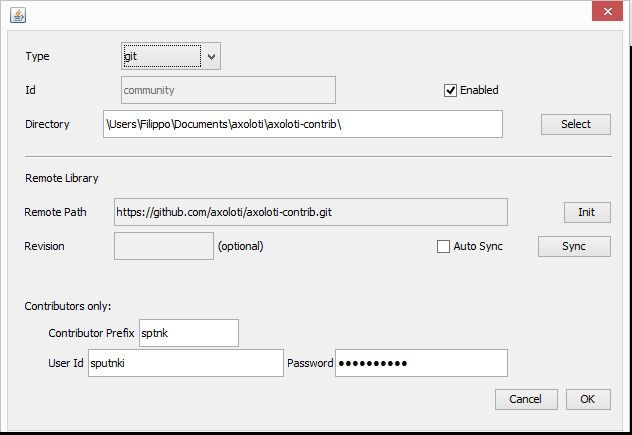 Type git
Id community Enabled
Directory \Users\Filippo\Documents\axoloti\axoloti-contrib\ Select
Remote Library
Remote Path https://github.com/axoloti/axoloti-contrib.git Init
Revision (optional) Auto Sync Sync
Contributors only:
Contributor Prefix sptnk
User Id sputnki Password ●●●●●●●●●●
Cancel OK